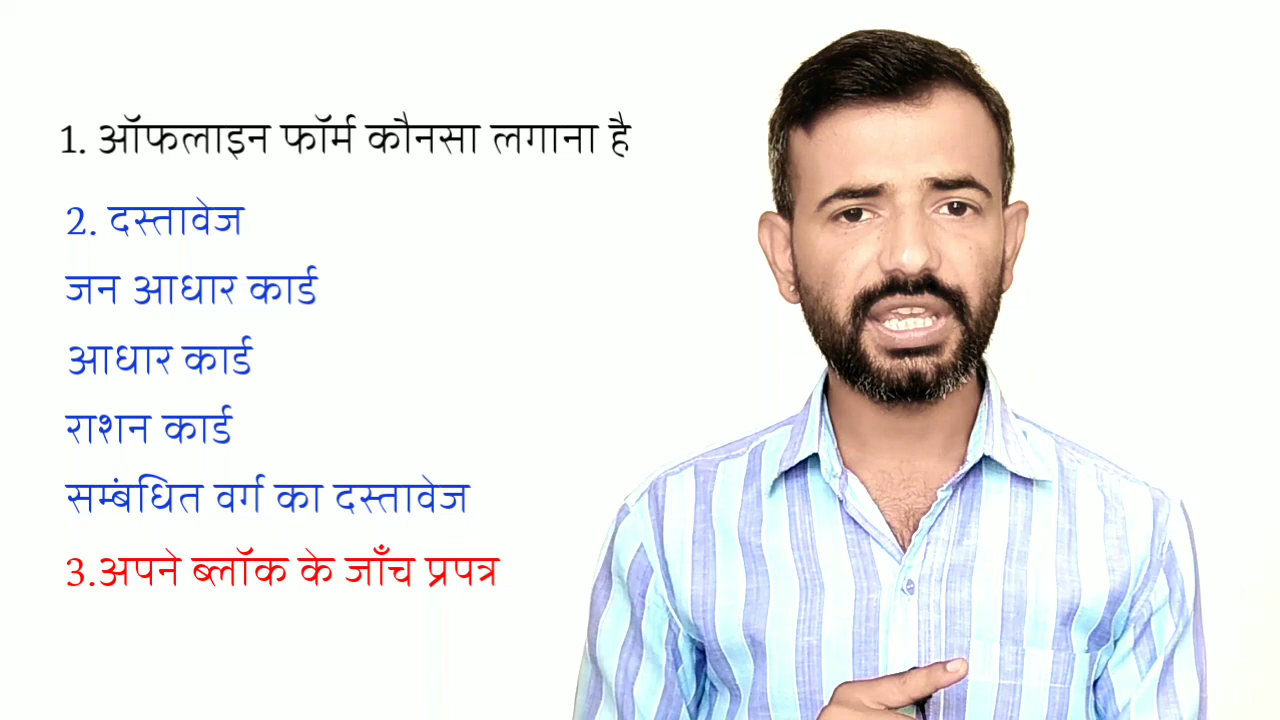 1. ऑफलाइन फॉर्म कौनसा लगाना है
2. दस्तावेज
जन आधार कार्ड
आधार कार्ड
राशन कार्ड
सम्बंधित वर्ग का दस्तावेज
3.अपने ब्लॉक के जाँच प्रपत्र